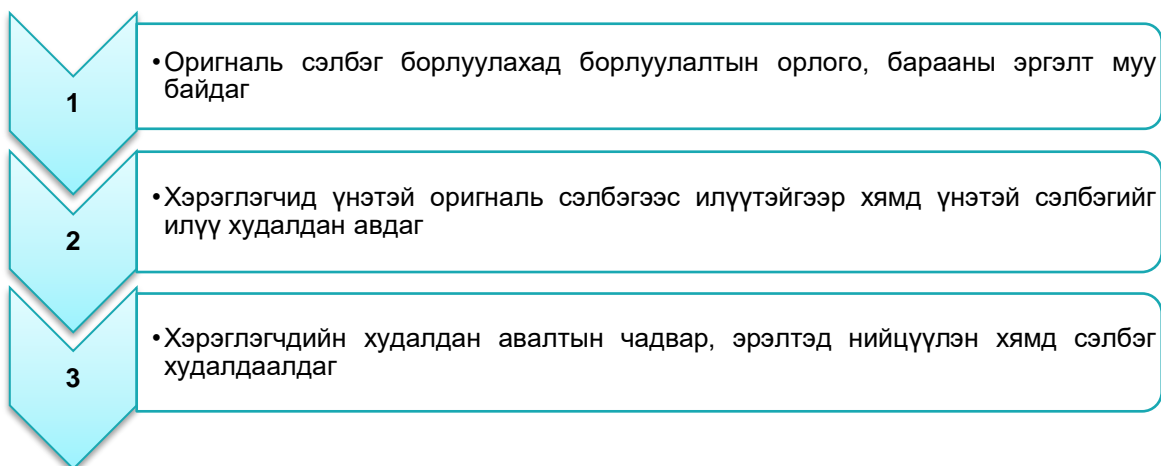 1
•Оригналь сэлбэг борлуулахад борлуулалтын орлого, барааны эргэлт муу
байдаг
2
•Хэрэглэгчид үнэтэй оригналь сэлбэгээс илүүтэйгээр хямд үнэтэй сэлбэгийг
илүү худалдан авдаг
3
•Хэрэглэгчдийн худалдан авалтын чадвар, эрэлтэд нийцүүлэн хямд сэлбэг
худалдаалдаг